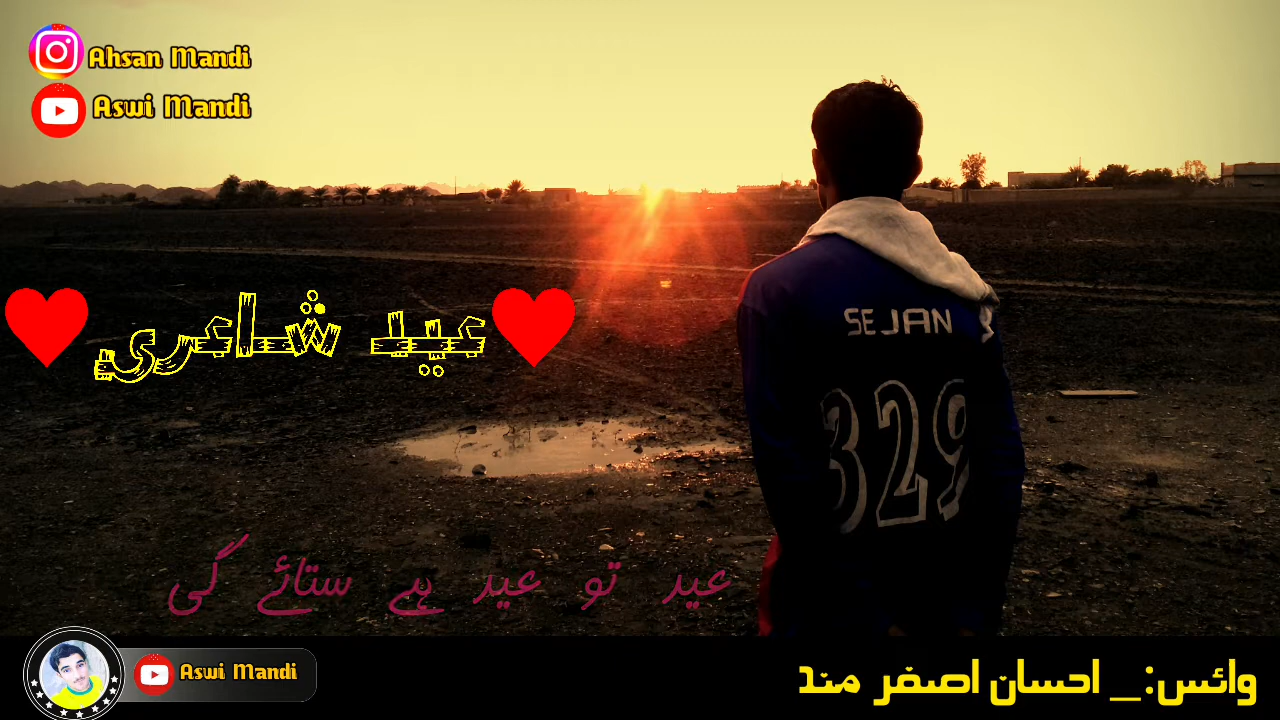 Ahsan Mandi
Aswi Mandi
عید شاعری
SEJAN
329
عید تو عید ہے ستائے گی
Aswi Mandi
وائس:_ احسان اصغر مند